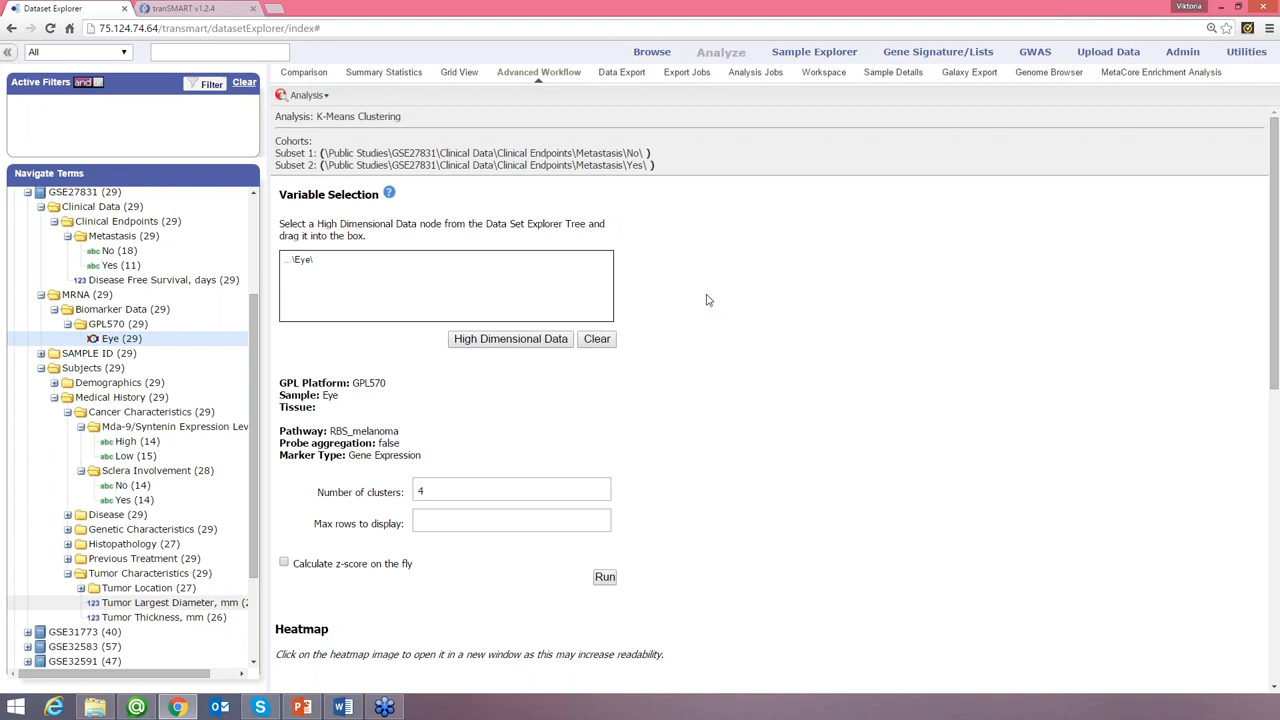 Dataset Explorer
tranSMART v1.2.4
Viktoria
75.124.74.64/transmart/datasetExplorer/index#
All
Browse Analyze Sample Explorer Gene Signature/Lists GWAS Upload Data Admin Utilities
Active Filters and Filter Clear
Comparison Summary Statistics Grid View Advanced Workflow Data Export Export Jobs Analysis Jobs Workspace Sample Details Galaxy Export Genome Browser MetaCore Enrichment Analysis
Analysis
Analysis: K-Means Clustering
Cohorts:
Subset 1: (\Public Studies\GSE27831\Clinical Data\Clinical Endpoints\Metastasis\No\ )
Subset 2: (\Public Studies\GSE27831\Clinical Data\Clinical Endpoints\Metastasis\Yes\ )
Navigate Terms
GSE27831 (29)
Clinical Data (29)
Clinical Endpoints (29)
Metastasis (29)
abc No (18)
abc Yes (11)
123 Disease Free Survival, days (29)
MRNA (29)
Biomarker Data (29)
GPL570 (29)
Eye (29)
SAMPLE ID (29)
Subjects (29)
Demographics (29)
Medical History (29)
Cancer Characteristics (29)
Mda-9/Syntenin Expression Lev
abc High (14)
abc Low (15)
Sclera Involvement (28)
abc No (14)
abc Yes (14)
Disease (29)
Genetic Characteristics (29)
Histopathology (27)
Previous Treatment (29)
Tumor Characteristics (29)
Tumor Location (27)
123 Tumor Largest Diameter, mm (2
123 Tumor Thickness, mm (26)
GSE31773 (40)
GSE32583 (57)
GSE32591 (47)
Variable Selection ?
Select a High Dimensional Data node from the Data Set Explorer Tree and
drag it into the box.
...\Eye\
High Dimensional Data Clear
GPL Platform: GPL570
Sample: Eye
Tissue:
Pathway: RBS_melanoma
Probe aggregation: false
Marker Type: Gene Expression
Number of clusters: 4
Max rows to display:
Calculate z-score on the fly
Run
Heatmap
Click on the heatmap image to open it in a new window as this may increase readability.